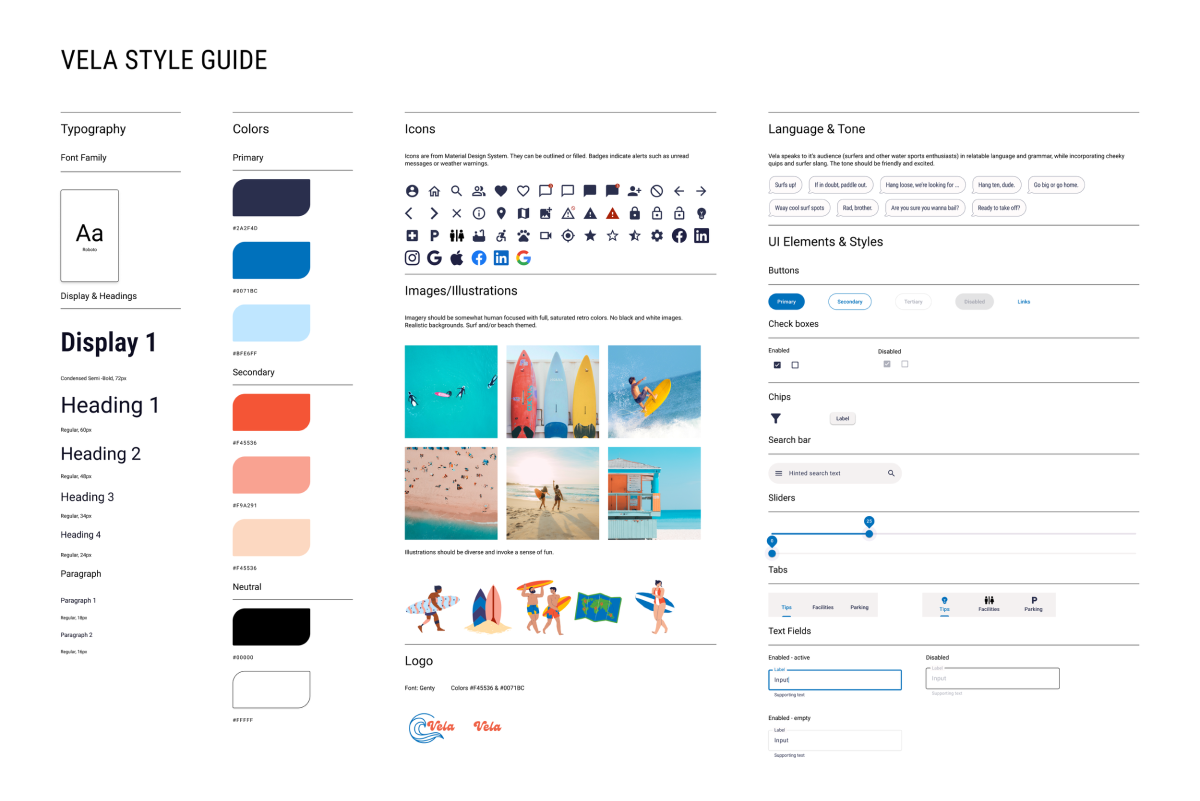 VELA STYLE GUIDE
Typography
Font Family
Aa
Roboto
Display & Headings
Display 1
Condensed Semi-Bold, 72px
Heading 1
Regular, 60px
Heading 2
Regular, 48px
Heading 3
Regular, 34px
Heading 4
Regular, 24px
Paragraph
Paragraph 1
Regular, 18px
Paragraph 2
Regular, 16px
Colors
Primary
#2A2F4D
#0071BC
#BFE6FF
Secondary
#F45536
#F9A291
#F45536
Neutral
#00000
#FFFFF
Icons
Icons are from Material Design System. They can be outlined or filled. Badges indicate alerts such as unread
messages or weather warnings.
Images/Illustrations
Imagery should be somewhat human focused with full, saturated retro colors. No black and white images.
Realistic backgrounds. Surf and/or beach themed.
Illustrations should be diverse and invoke a sense of fun.
Logo
Font: Genty Colors #F45536 & #0071BC
Vela Vela
Language & Tone
Vela speaks to it's audience (surfers and other water sports enthusiasts) in relatable language and grammar, while incorporating cheeky
quips and surfer slang. The tone should be friendly and excited.
Surfs up! If in doubt, paddle out. Hang loose, we're looking for ... Hang ten, dude. Go big or go home.
Waay cool surf spots Rad, brother. Are you sure you wanna bail? Ready to take off?
UI Elements & Styles
Buttons
Primary Secondary Tertiary Disabled Links
Check boxes
Enabled Disabled
Chips
Label
Search bar
Hinted search text
Sliders
25
0
Tabs
Tips Facilities Parking
P
Tips Facilities Parking
Text Fields
Enabled - active
Label
Input
Supporting text
Disabled
Label
Input
Supporting text
Enabled - empty
Label
Input
Supporting text